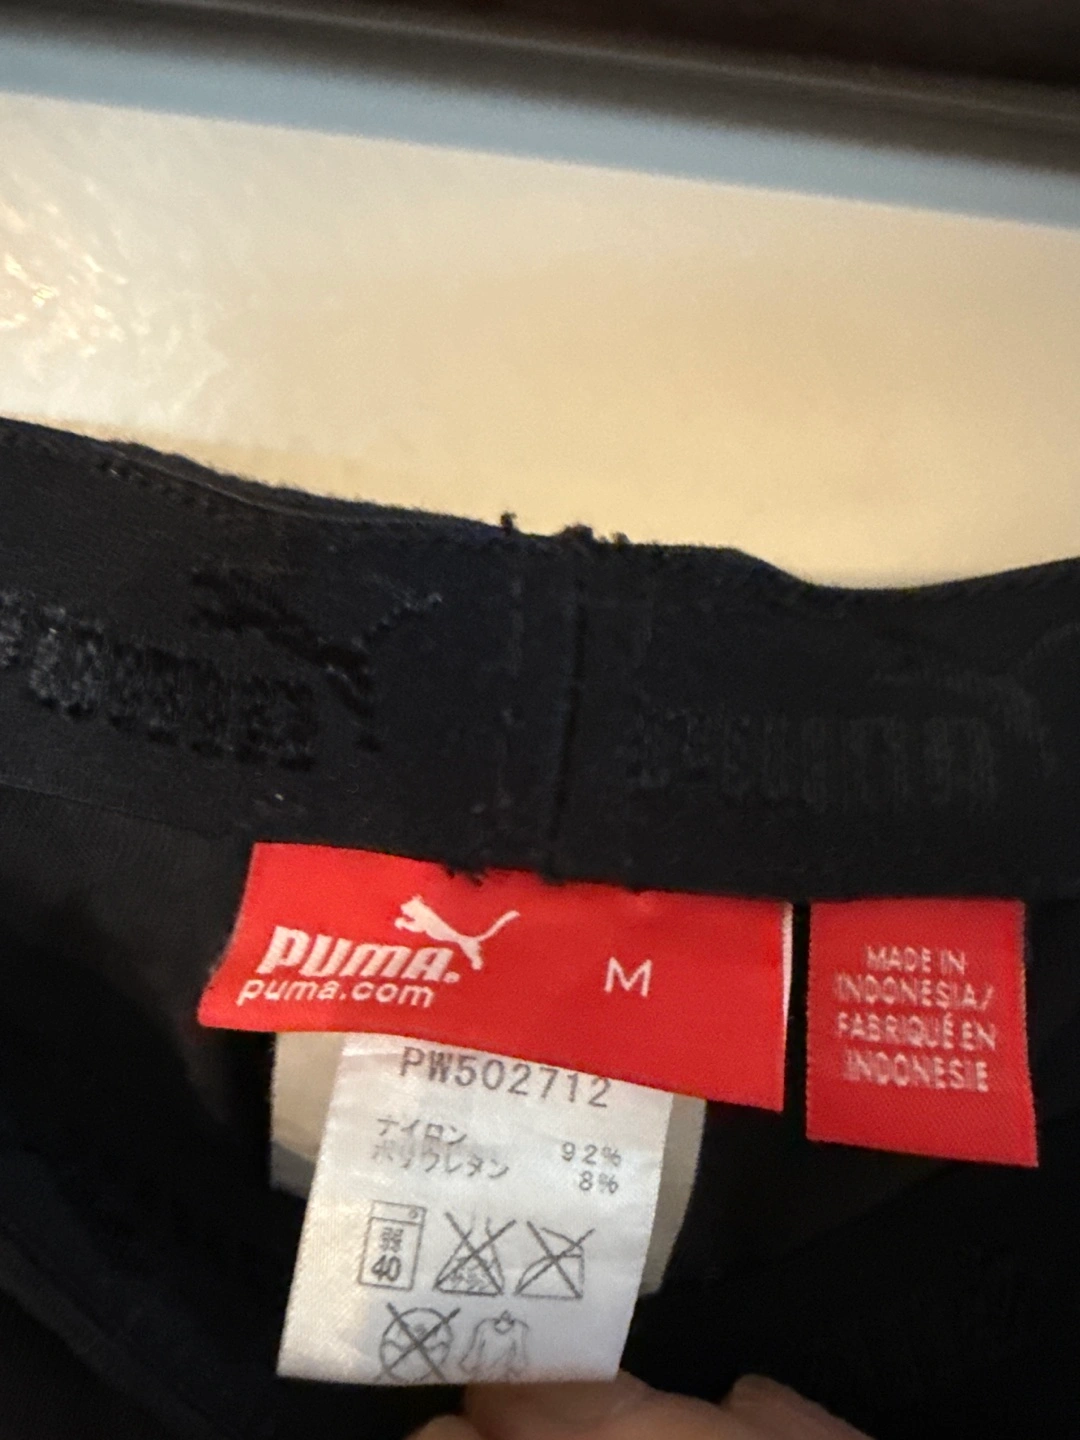 PUMA
puma.com
M
MADE IN
INDONESIA/
FABRIQUÉ EN
INDONESIE
PW502712
ナイロン 92%
ポリウレタン 8%
40